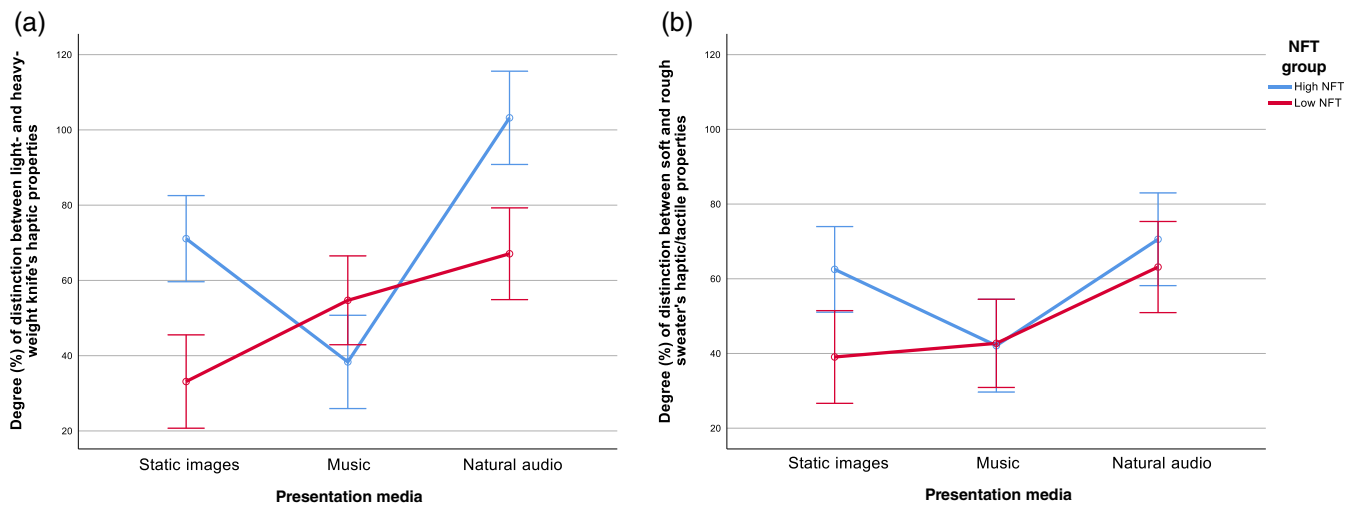 (a)
Degree (%) of distinction between light- and heavy-
weight knife's haptic properties
120
100
80
60
40
20
Static images
Music
Natural audio
Presentation media
(b)
Degree (%) of distinction between soft and rough
sweater's haptic/tactile properties
120
100
80
60
40
20
Static images
Music
Natural audio
Presentation media
NFT
group
High NFT
Low NFT